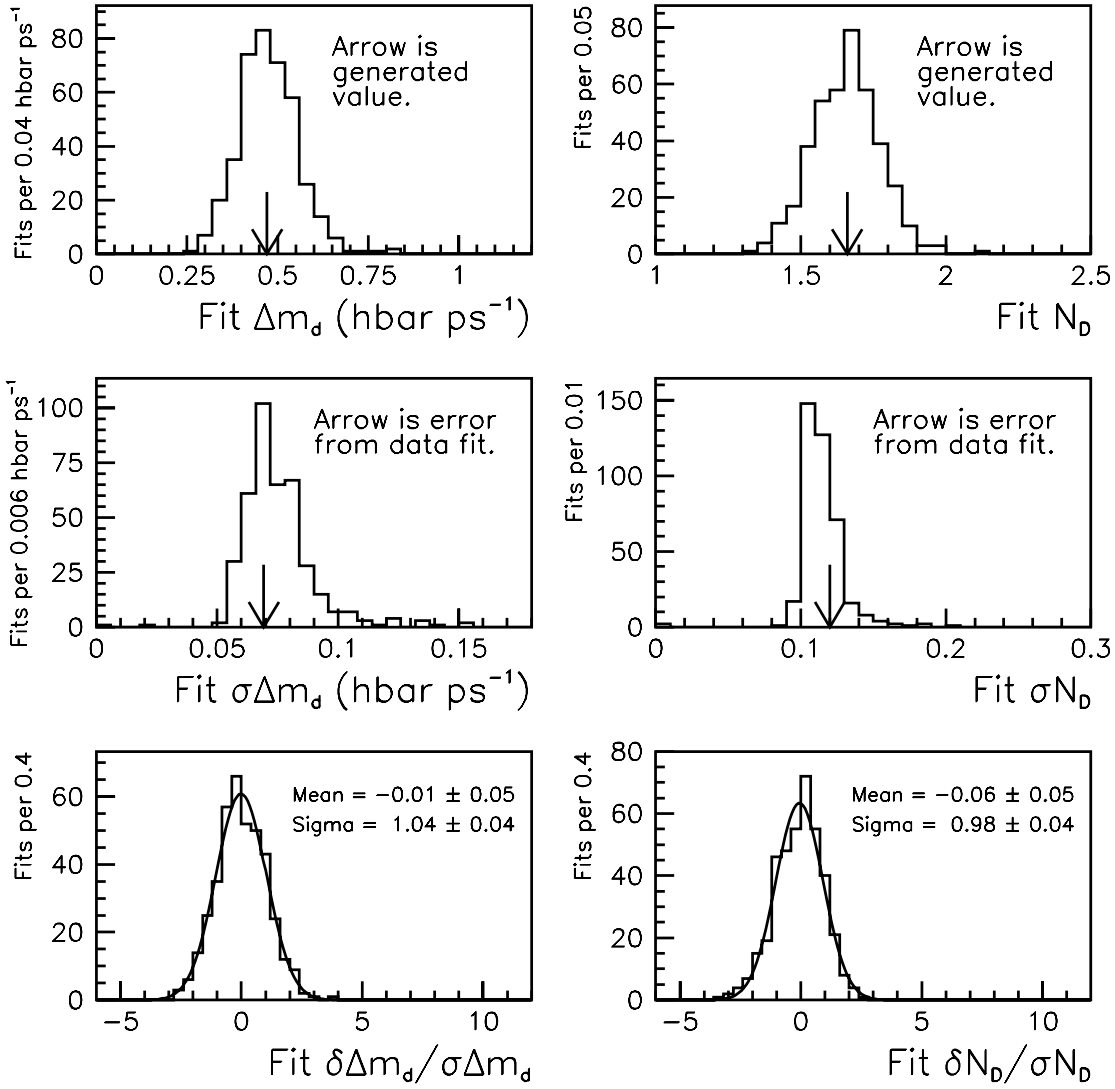 Fits per 0.04 hbar ps⁻¹
80
60
40
20
0
Arrow is
generated
value.
0 0.25 0.5 0.75 1
Fit Δm_d (hbar ps⁻¹)
Fits per 0.05
80
60
40
20
0
Arrow is
generated
value.
1 1.5 2 2.5
Fit N_D
Fits per 0.006 hbar ps⁻¹
100
75
50
25
0
Arrow is error
from data fit.
0 0.05 0.1 0.15
Fit σΔm_d (hbar ps⁻¹)
Fits per 0.01
150
100
50
0
Arrow is error
from data fit.
0 0.1 0.2 0.3
Fit σN_D
Fits per 0.4
60
40
20
0
Mean = −0.01 ± 0.05
Sigma = 1.04 ± 0.04
−5 0 5 10
Fit δΔm_d/σΔm_d
Fits per 0.4
80
60
40
20
0
Mean = −0.06 ± 0.05
Sigma = 0.98 ± 0.04
−5 0 5 10
Fit δN_D/σN_D